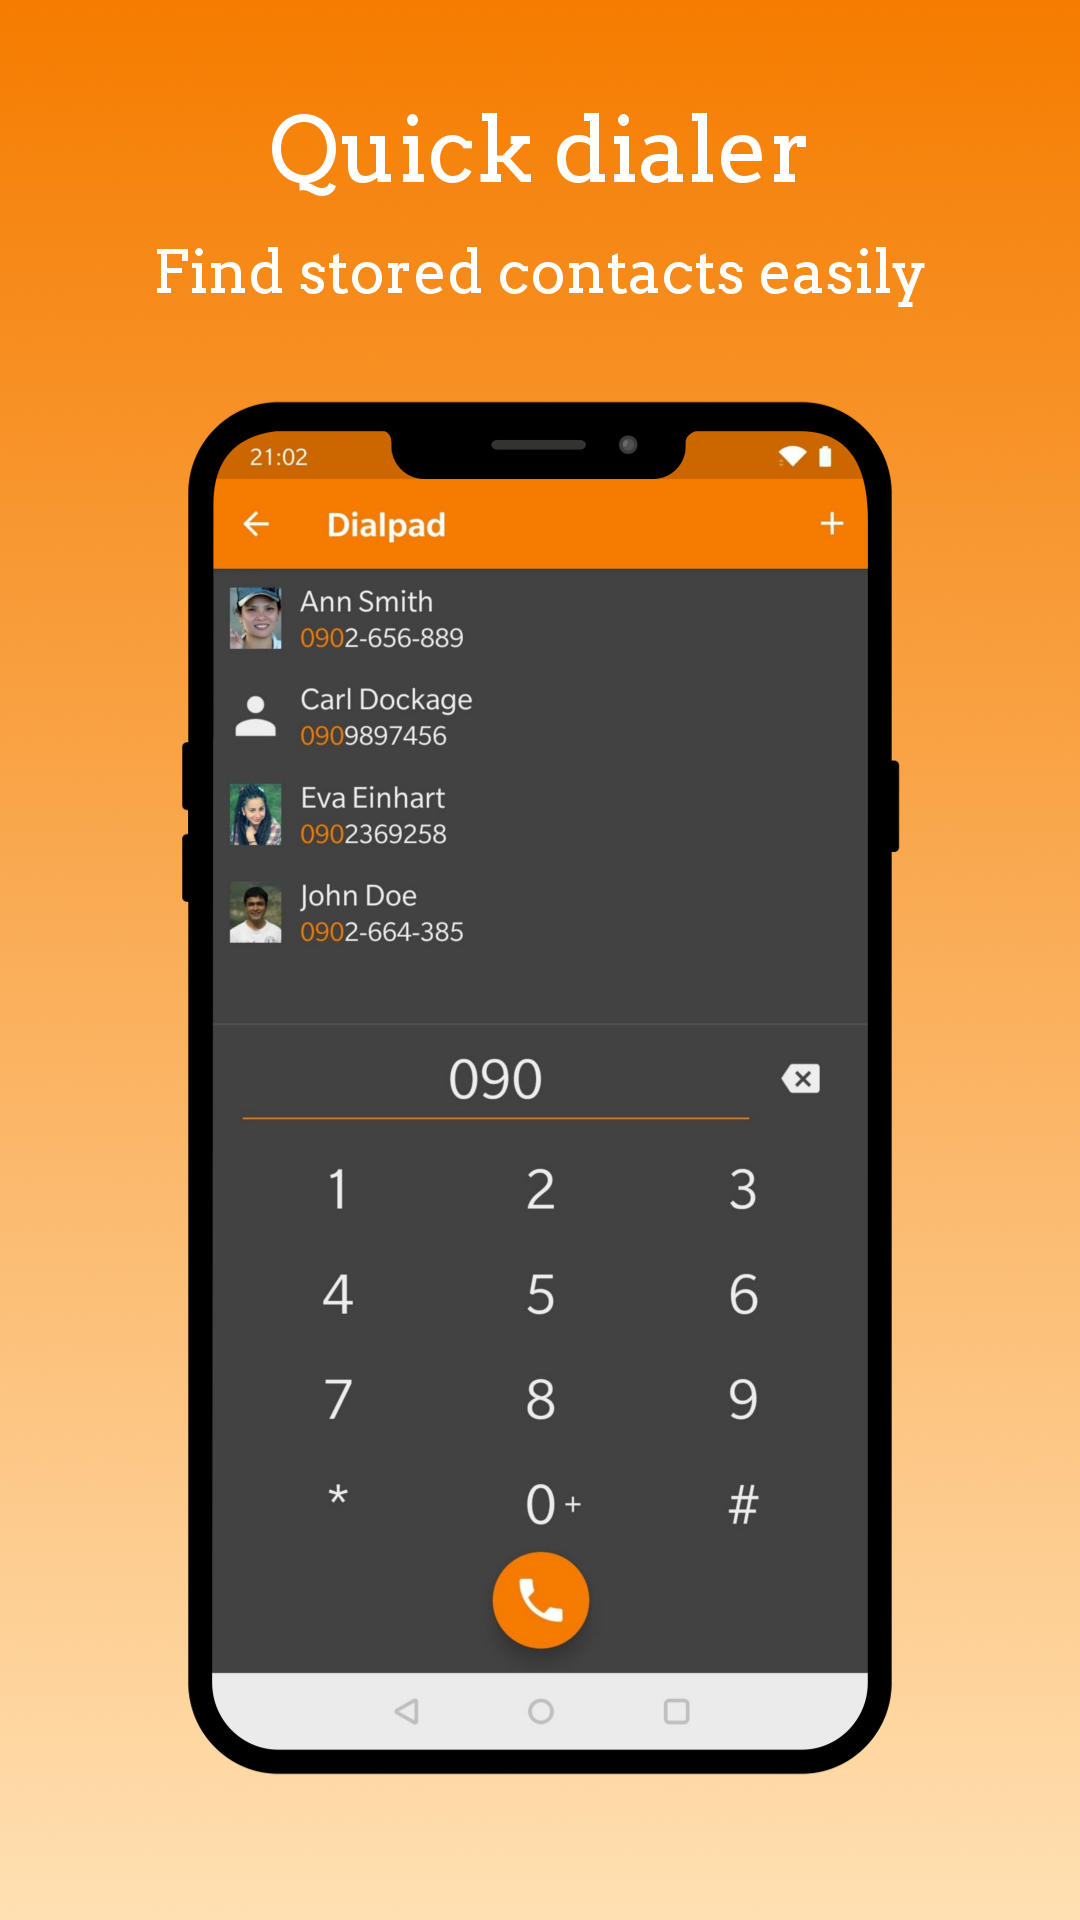 Quick dialer
Find stored contacts easily
21:02
Dialpad +
Ann Smith
0902-656-889
Carl Dockage
0909897456
Eva Einhart
0902369258
John Doe
0902-664-385
090
1 2 3
4 5 6
7 8 9
* 0 + #